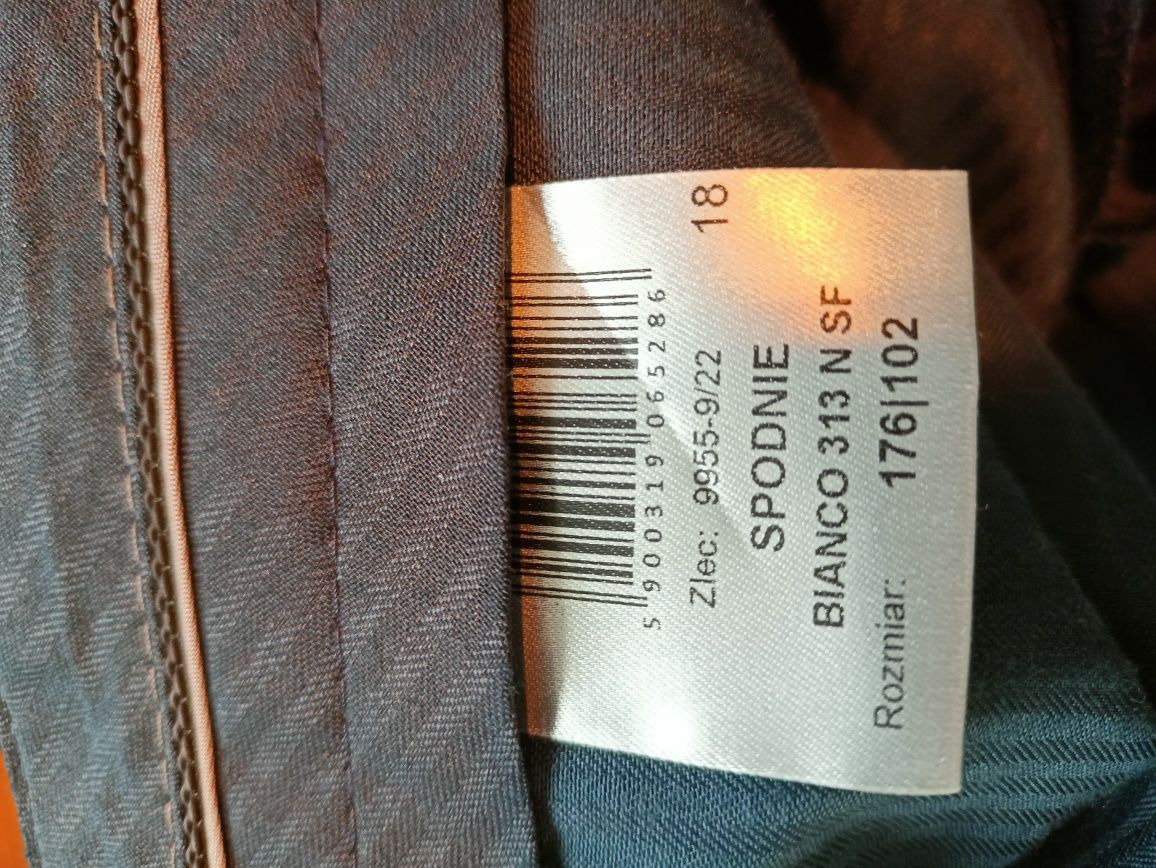 5 900319 065286
Zlec: 9955-9/22 18
SPODNIE
BIANCO 313 N SF
Rozmiar: 176|102